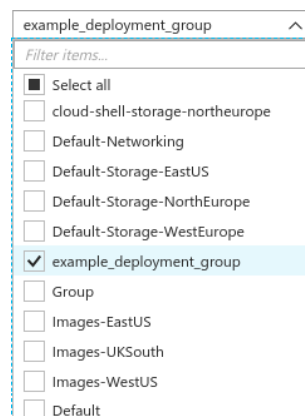 example_deployment_group
Filter items...
Select all
cloud-shell-storage-northeurope
Default-Networking
Default-Storage-EastUS
Default-Storage-NorthEurope
Default-Storage-WestEurope
example_deployment_group
Group
Images-EastUS
Images-UKSouth
Images-WestUS
Default